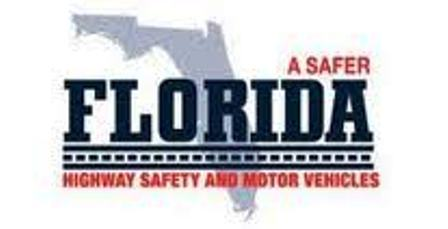 A SAFER
FLORIDA
HIGHWAY SAFETY AND MOTOR VEHICLES